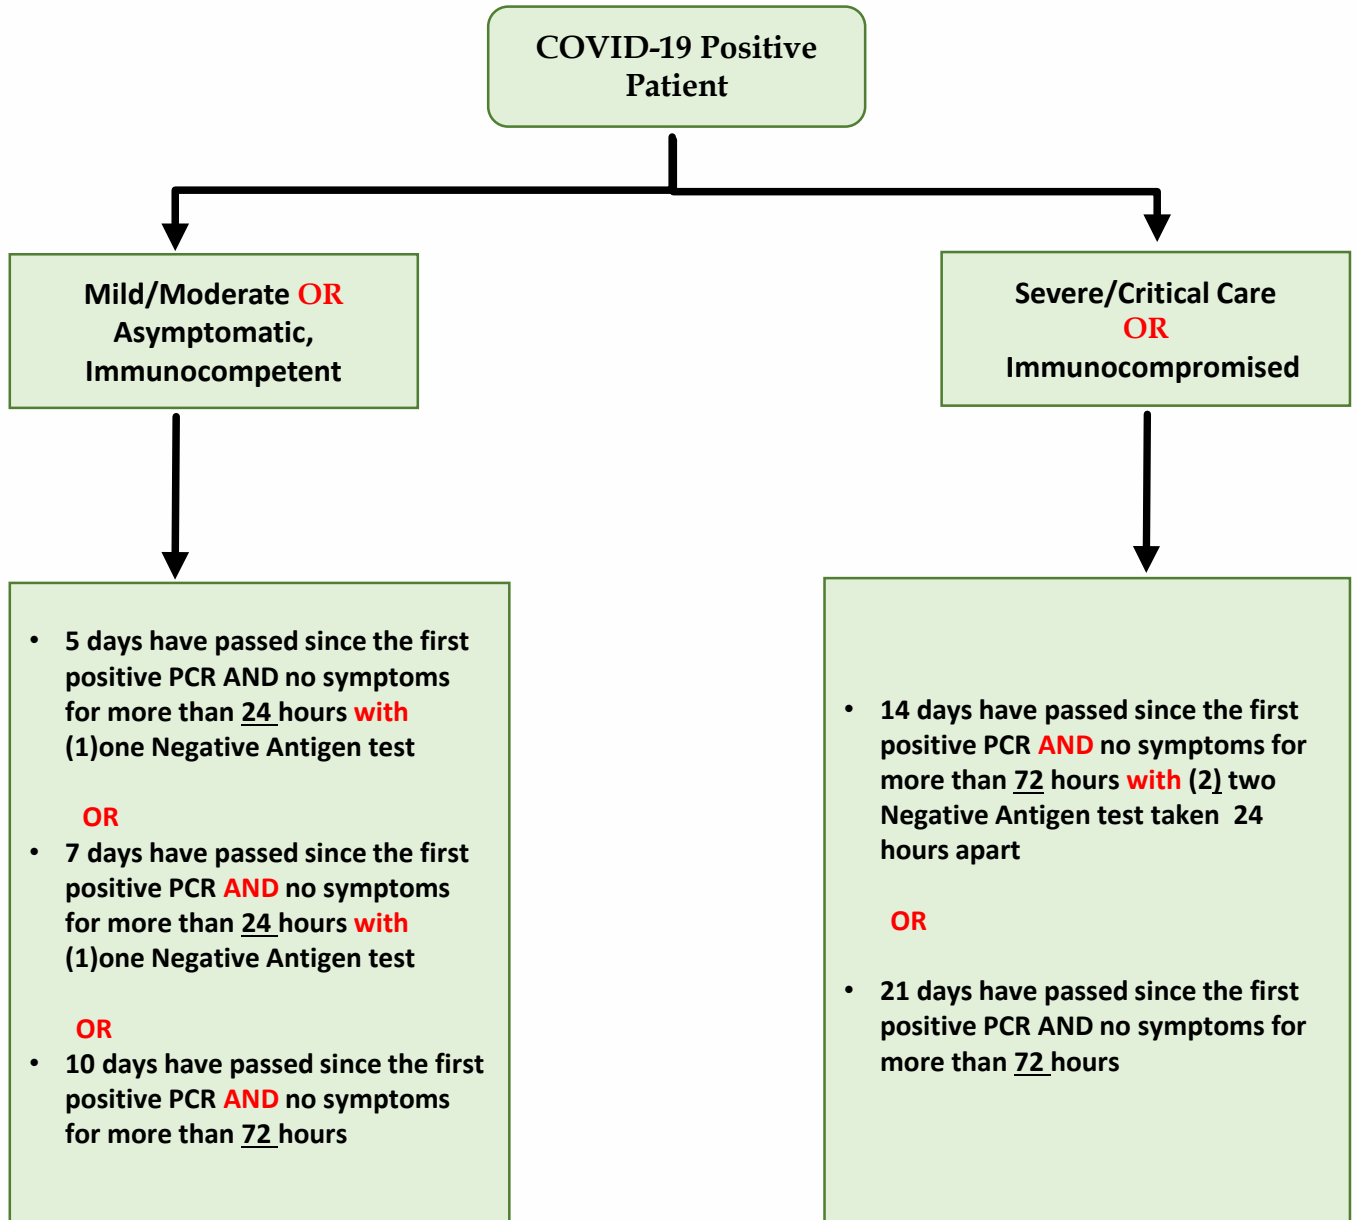 COVID-19 Positive
Patient
Mild/Moderate OR
Asymptomatic,
Immunocompetent
Severe/Critical Care
OR
Immunocompromised
• 5 days have passed since the first
positive PCR AND no symptoms
for more than 24 hours with
(1)one Negative Antigen test
OR
• 7 days have passed since the first
positive PCR AND no symptoms
for more than 24 hours with
(1)one Negative Antigen test
OR
• 10 days have passed since the first
positive PCR AND no symptoms
for more than 72 hours
• 14 days have passed since the first
positive PCR AND no symptoms for
more than 72 hours with (2) two
Negative Antigen test taken 24
hours apart
OR
• 21 days have passed since the first
positive PCR AND no symptoms for
more than 72 hours